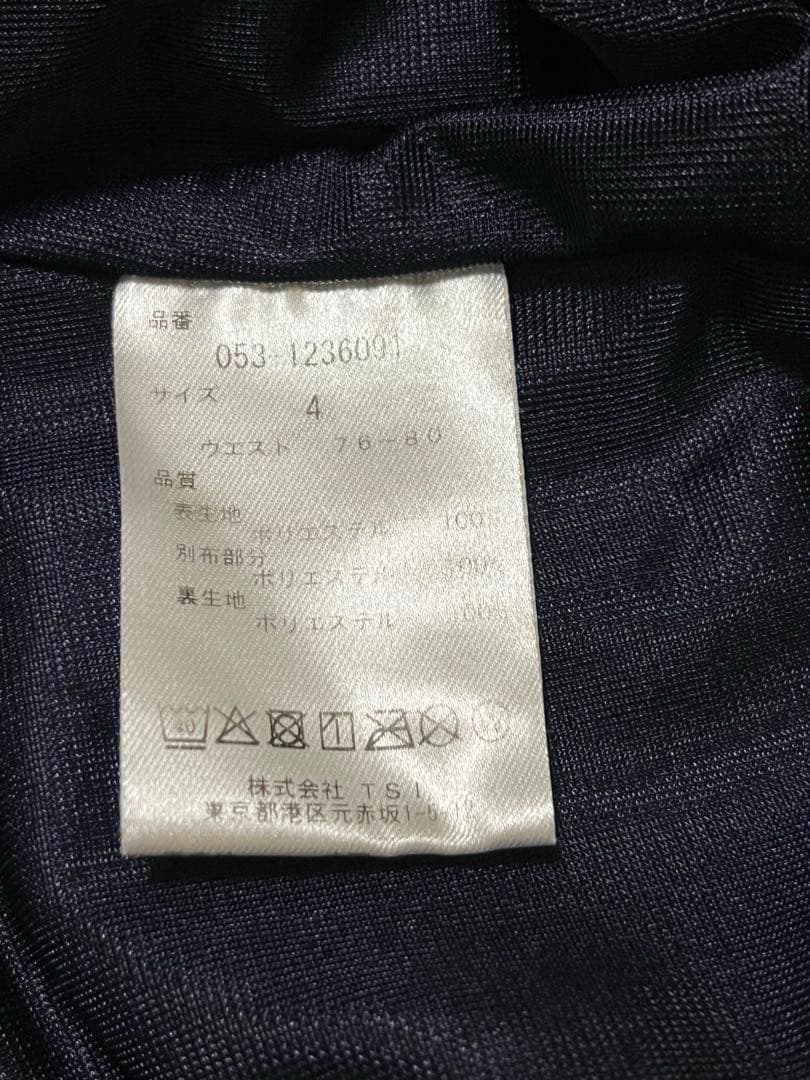 品番
053-1236091
サイズ
4
ウエスト 76-80
品質
表生地
ポリエステル 100%
別布部分
ポリエステル 100%
裏生地
ポリエステル 100%
40
株式会社 TSI
東京都港区元赤坂1-5-12